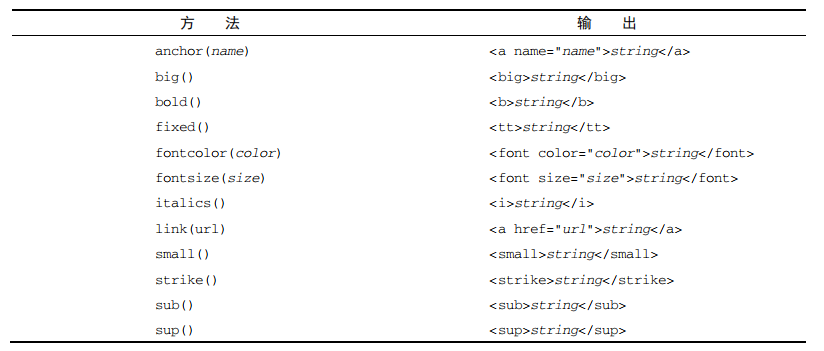 方 法 输 出
anchor(name) <a name="name">string</a>
big() <big>string</big>
bold() <b>string</b>
fixed() <tt>string</tt>
fontcolor(color) <font color="color">string</font>
fontsize(size) <font size="size">string</font>
italics() <i>string</i>
link(url) <a href="url">string</a>
small() <small>string</small>
strike() <strike>string</strike>
sub() <sub>string</sub>
sup() <sup>string</sup>